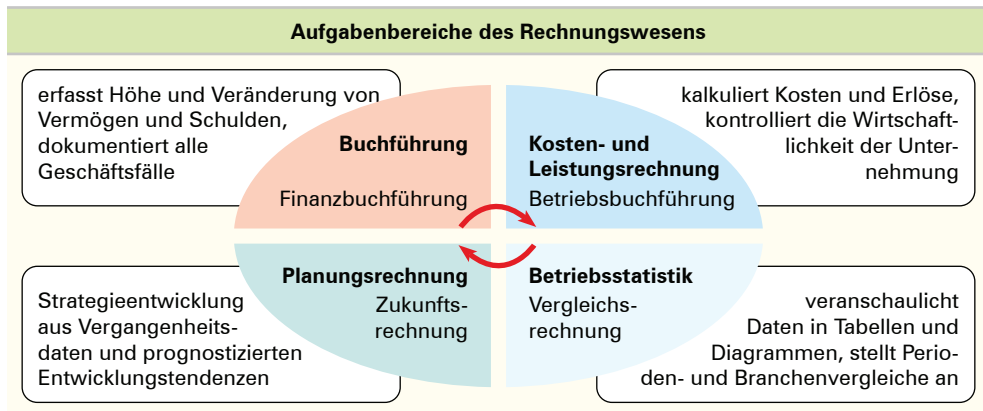 Aufgabenbereiche des Rechnungswesens
erfasst Höhe und Veränderung von
Vermögen und Schulden,
dokumentiert alle
Geschäftsfälle
Buchführung
Finanzbuchführung
Kosten- und
Leistungsrechnung
Betriebsbuchführung
kalkuliert Kosten und Erlöse,
kontrolliert die Wirtschaft-
lichkeit der Unter-
nehmung
Strategieentwicklung
aus Vergangenheits-
daten und prognostizierten
Entwicklungstendenzen
Planungsrechnung
Zukunfts-
rechnung
Betriebsstatistik
Vergleichs-
rechnung
veranschaulicht
Daten in Tabellen und
Diagrammen, stellt Perio-
den- und Branchenvergleiche an